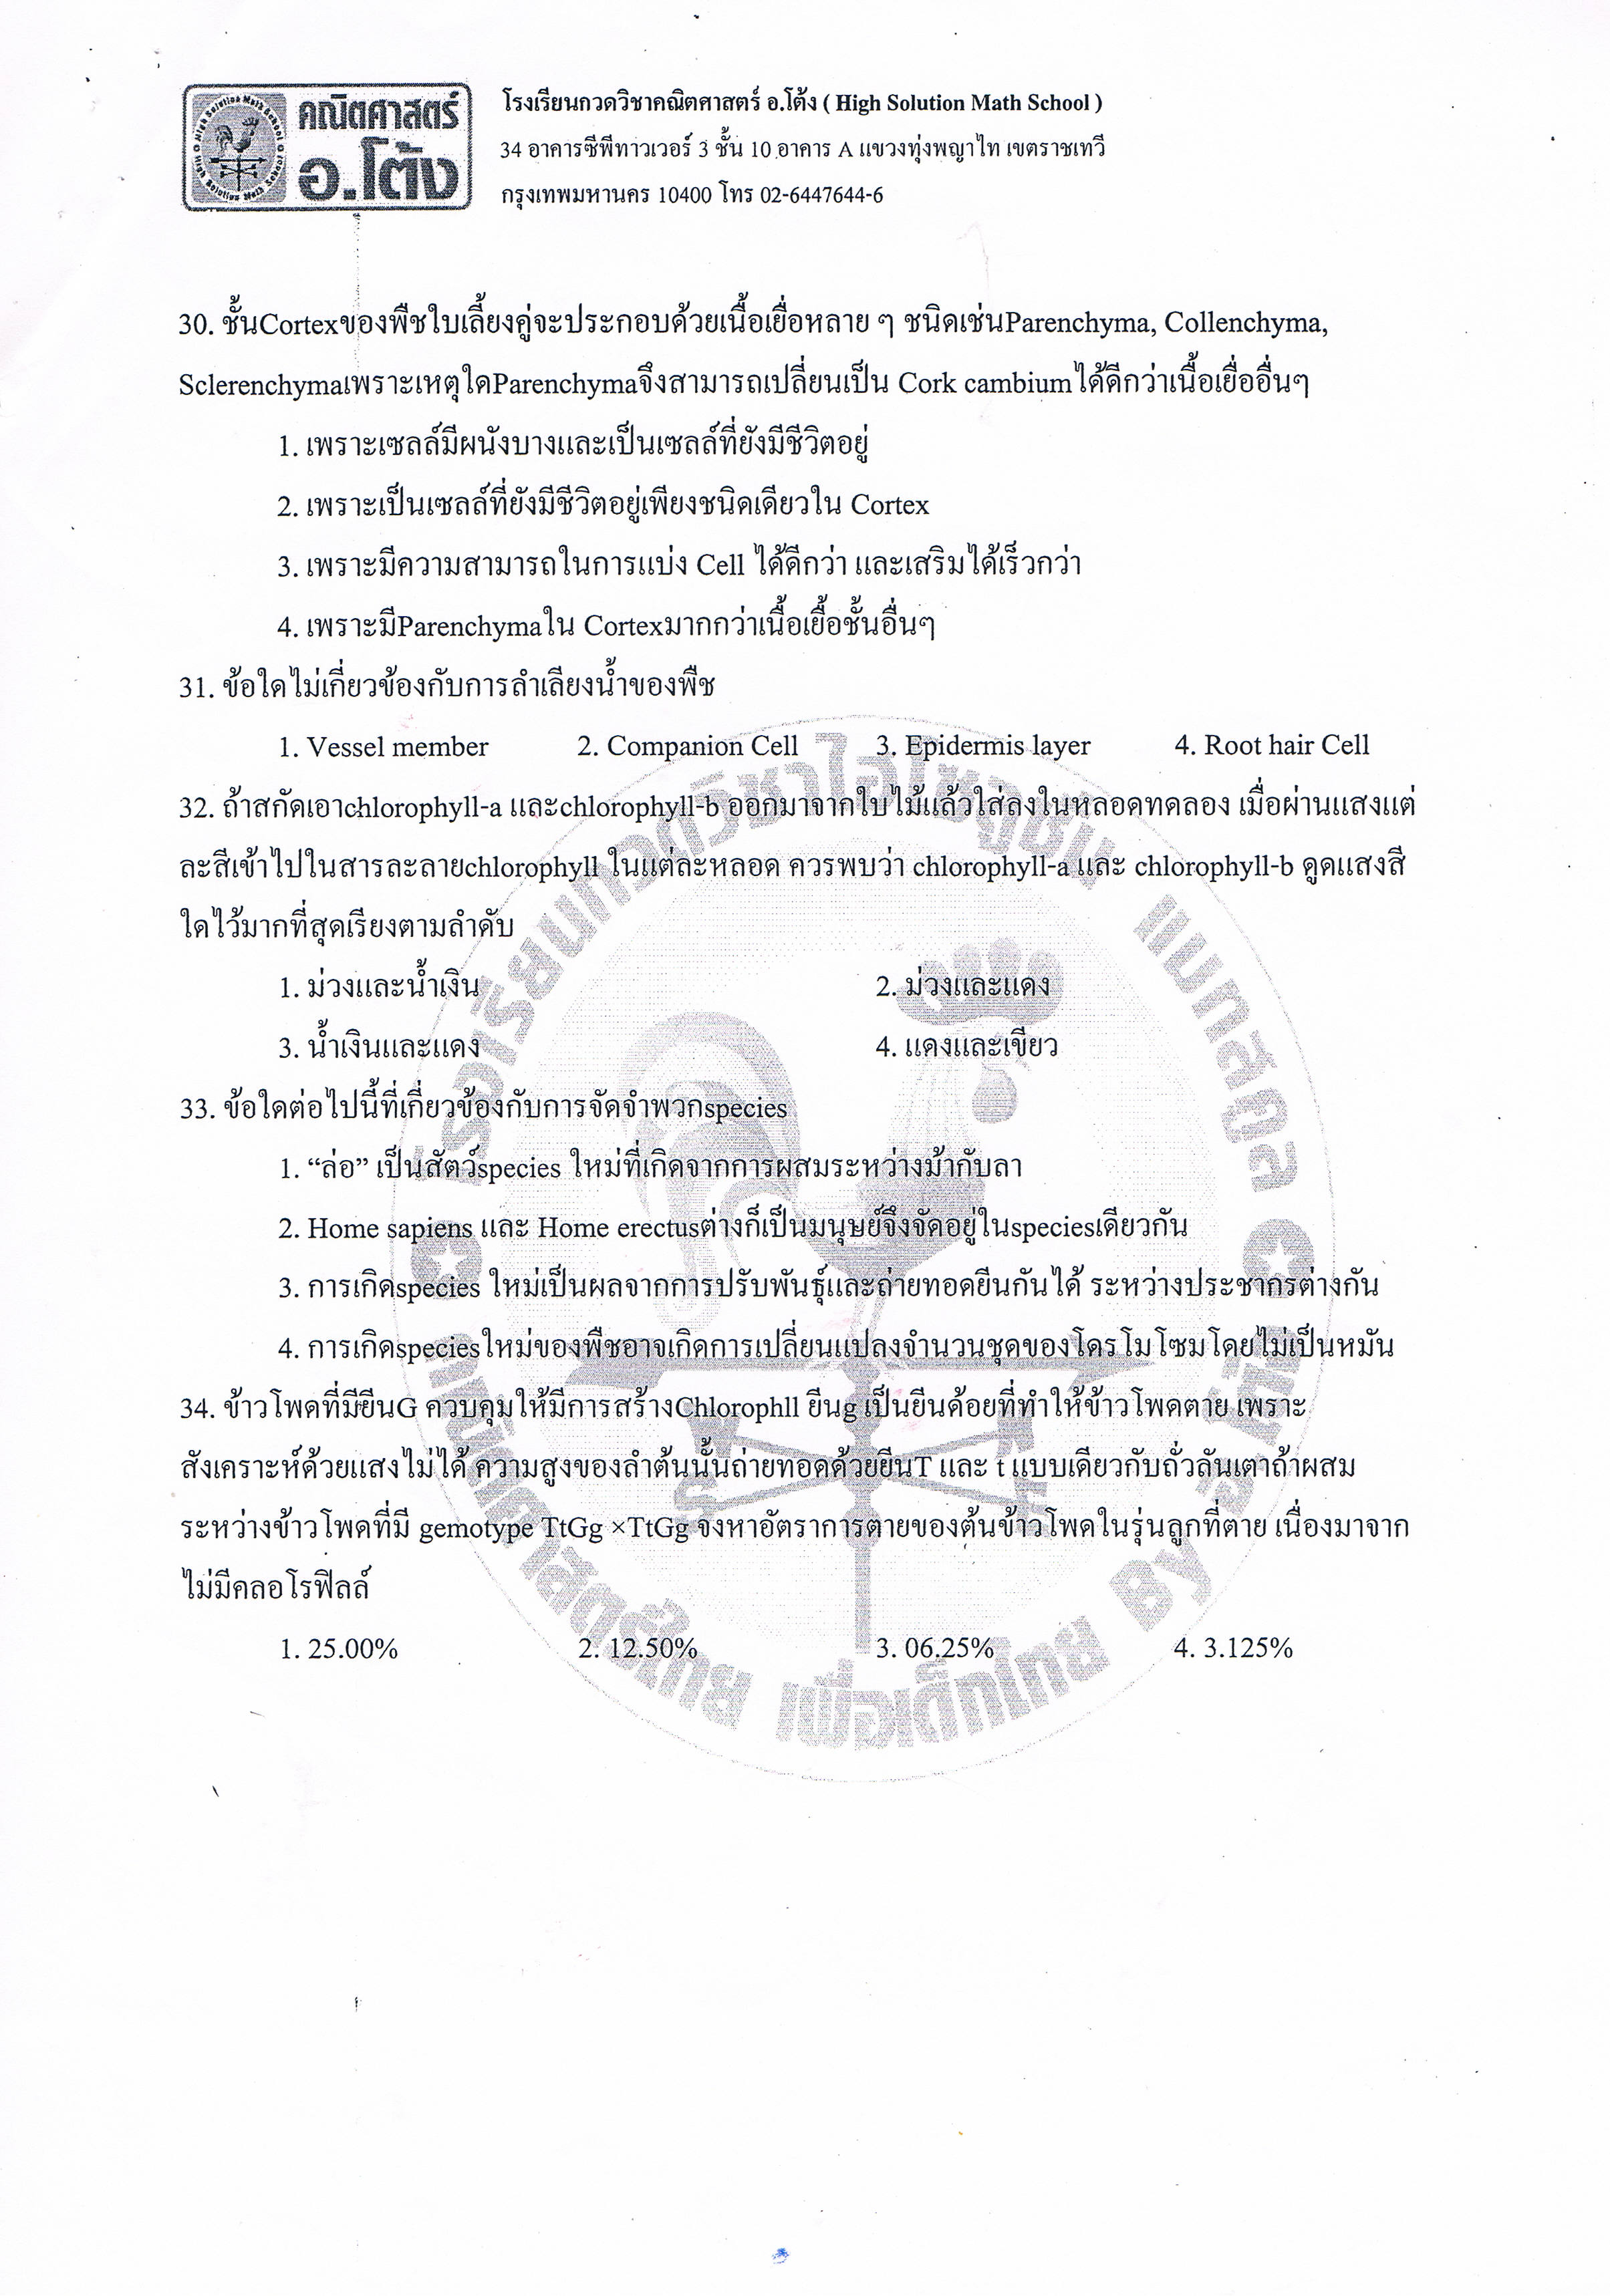 คณิตศาสตร์
อ.โต้ง
High Solution Math School
โรงเรียนกวดวิชาคณิตศาสตร์ อ.โต้ง ( High Solution Math School )
34 อาคารซีพีทาวเวอร์ 3 ชั้น 10 อาคาร A แขวงทุ่งพญาไท เขตราชเทวี
กรุงเทพมหานคร 10400 โทร 02-6447644-6
30. ชั้นCortexของพืชใบเลี้ยงคู่จะประกอบด้วยเนื้อเยื่อหลาย ๆ ชนิดเช่นParenchyma, Collenchyma,
SclerenchymaเพราะเหตุใดParenchymaจึงสามารถเปลี่ยนเป็น Cork cambiumได้ดีกว่าเนื้อเยื่ออื่นๆ
1. เพราะเซลล์มีผนังบางและเป็นเซลล์ที่ยังมีชีวิตอยู่
2. เพราะเป็นเซลล์ที่ยังมีชีวิตอยู่เพียงชนิดเดียวใน Cortex
3. เพราะมีความสามารถในการแบ่ง Cell ได้ดีกว่า และเสริมได้เร็วกว่า
4. เพราะมีParenchymaใน Cortexมากกว่าเนื้อเยื้อชั้นอื่นๆ
31. ข้อใดไม่เกี่ยวข้องกับการลำเลียงน้ำของพืช
1. Vessel member 2. Companion Cell 3. Epidermis layer 4. Root hair Cell
32. ถ้าสกัดเอาchlorophyll-a และchlorophyll-b ออกมาจากใบไม้แล้วใส่ลงในหลอดทดลอง เมื่อผ่านแสงแต่
ละสีเข้าไปในสารละลายchlorophyll ในแต่ละหลอด ควรพบว่า chlorophyll-a และ chlorophyll-b ดูดแสงสี
ใดไว้มากที่สุดเรียงตามลำดับ
1. ม่วงและน้ำเงิน 2. ม่วงและแดง
3. น้ำเงินและแดง 4. แดงและเขียว
33. ข้อใดต่อไปนี้ที่เกี่ยวข้องกับการจัดจำพวกspecies
1. “ล่อ” เป็นสัตว์species ใหม่ที่เกิดจากการผสมระหว่างม้ากับลา
2. Home sapiens และ Home erectusต่างก็เป็นมนุษย์จึงจัดอยู่ในspeciesเดียวกัน
3. การเกิดspecies ใหม่เป็นผลจากการปรับพันธุ์และถ่ายทอดยีนกันได้ ระหว่างประชากรต่างกัน
4. การเกิดspeciesใหม่ของพืชอาจเกิดการเปลี่ยนแปลงจำนวนชุดของโครโมโซมโดยไม่เป็นหมัน
34. ข้าวโพดที่มียีนG ควบคุมให้มีการสร้างChlorophll ยีนg เป็นยีนด้อยที่ทำให้ข้าวโพดตาย เพราะ
สังเคราะห์ด้วยแสงไม่ได้ ความสูงของลำต้นนั้นถ่ายทอดด้วยยีนT และ t แบบเดียวกับถั่วลันเตาถ้าผสม
ระหว่างข้าวโพดที่มี gemotype TtGg ×TtGg จงหาอัตราการตายของต้นข้าวโพดในรุ่นลูกที่ตาย เนื่องมาจาก
ไม่มีคลอโรฟิลล์
1. 25.00% 2. 12.50% 3. 06.25% 4. 3.125%